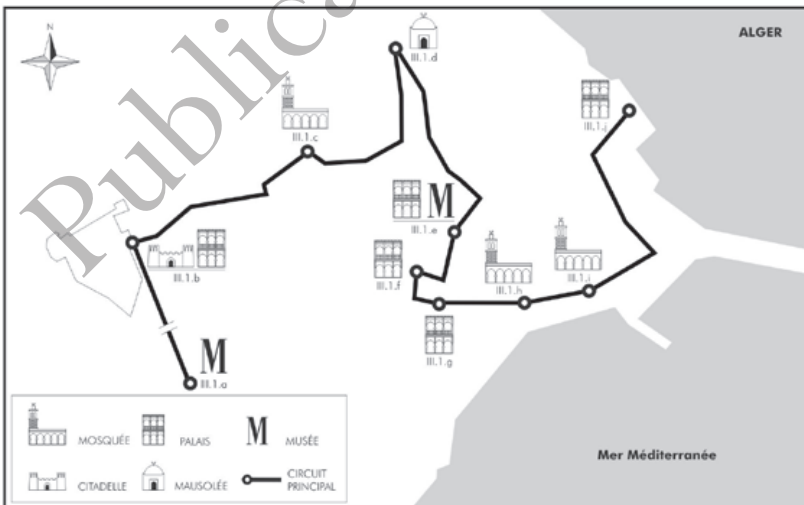 ALGER
N
III.1.d
III.1.j
III.1.c
M
III.1.e
III.1.b
III.1.f
III.1.h
III.1.i
III.1.g
M
III.1.a
MOSQUÉE
PALAIS
M
MUSÉE
CITADELLE
MAUSOLÉE
CIRCUIT
PRINCIPAL
Mer Méditerranée
Publica